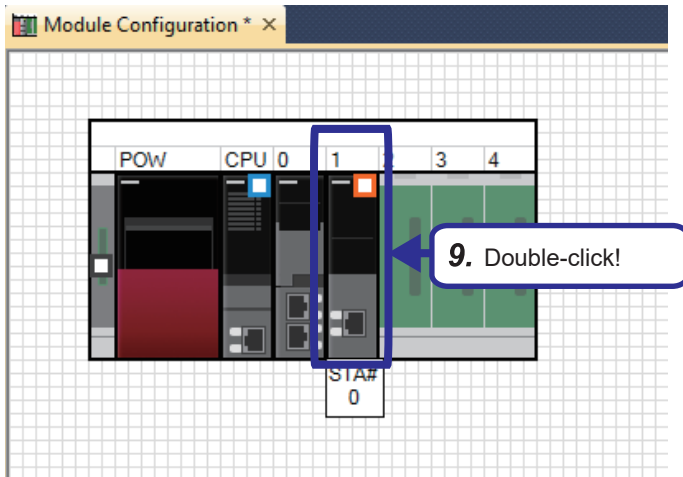 Module Configuration *
POW CPU 0 1 2 3 4
9. Double-click!
STA#
0